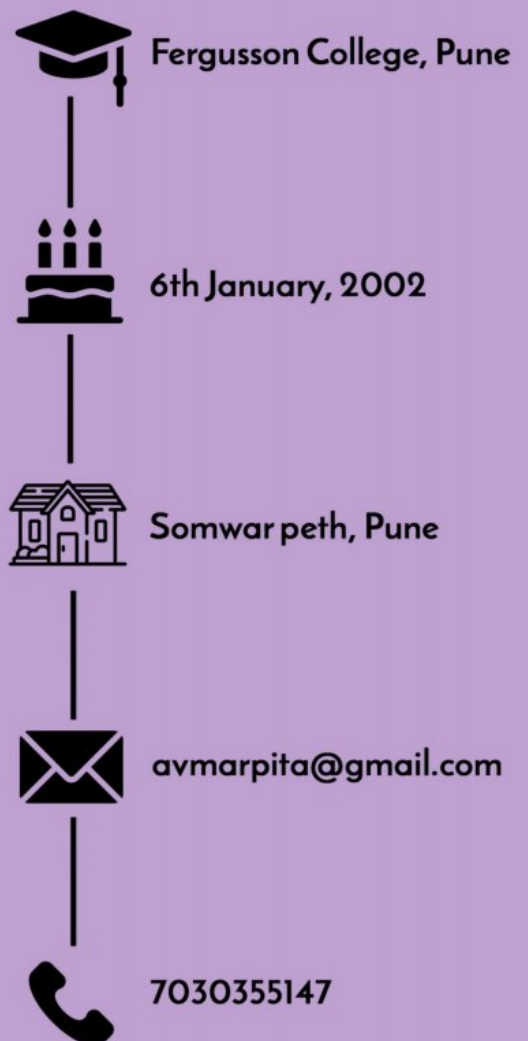 Fergusson College, Pune
6th January, 2002
Somwar peth, Pune
avmarpita@gmail.com
7030355147